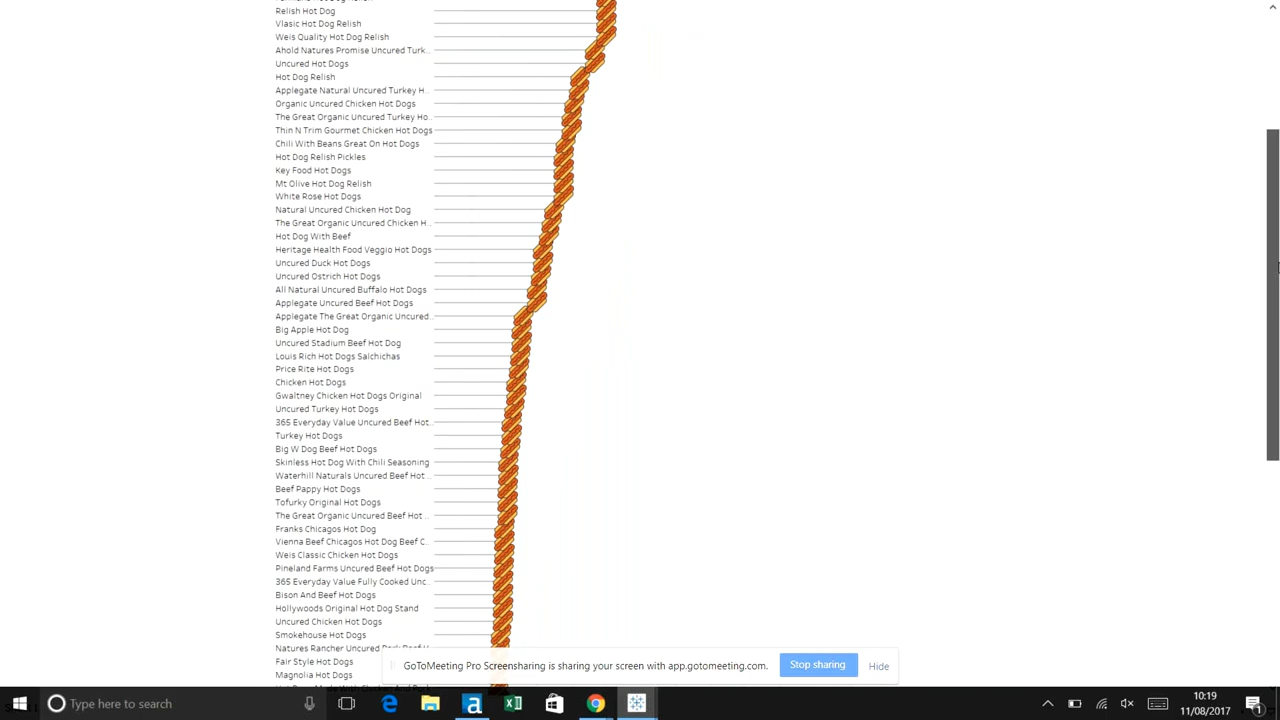 Relish Hot Dog
Vlasic Hot Dog Relish
Weis Quality Hot Dog Relish
Ahold Natures Promise Uncured Turk..
Uncured Hot Dogs
Hot Dog Relish
Applegate Natural Uncured Turkey H..
Organic Uncured Chicken Hot Dogs
The Great Organic Uncured Turkey Ho..
Thin N Trim Gourmet Chicken Hot Dogs
Chili With Beans Great On Hot Dogs
Hot Dog Relish Pickles
Key Food Hot Dogs
Mt Olive Hot Dog Relish
White Rose Hot Dogs
Natural Uncured Chicken Hot Dog
The Great Organic Uncured Chicken H..
Hot Dog With Beef
Heritage Health Food Veggio Hot Dogs
Uncured Duck Hot Dogs
Uncured Ostrich Hot Dogs
All Natural Uncured Buffalo Hot Dogs
Applegate Uncured Beef Hot Dogs
Applegate The Great Organic Uncured..
Big Apple Hot Dog
Uncured Stadium Beef Hot Dog
Louis Rich Hot Dogs Salchichas
Price Rite Hot Dogs
Chicken Hot Dogs
Gwaltney Chicken Hot Dogs Original
Uncured Turkey Hot Dogs
365 Everyday Value Uncured Beef Hot..
Turkey Hot Dogs
Big W Dog Beef Hot Dogs
Skinless Hot Dog With Chili Seasoning
Waterhill Naturals Uncured Beef Hot ..
Beef Pappy Hot Dogs
Tofurky Original Hot Dogs
The Great Organic Uncured Beef Hot ..
Franks Chicagos Hot Dog
Vienna Beef Chicagos Hot Dog Beef C..
Weis Classic Chicken Hot Dogs
Pineland Farms Uncured Beef Hot Dogs
365 Everyday Value Fully Cooked Unc..
Bison And Beef Hot Dogs
Hollywoods Original Hot Dog Stand
Uncured Chicken Hot Dogs
Smokehouse Hot Dogs
Natures Rancher Uncured Pork Beef H..
Fair Style Hot Dogs
Magnolia Hot Dogs
GoToMeeting Pro Screensharing is sharing your screen with app.gotomeeting.com.
Stop sharing
Hide
Type here to search
10:19
11/08/2017
1